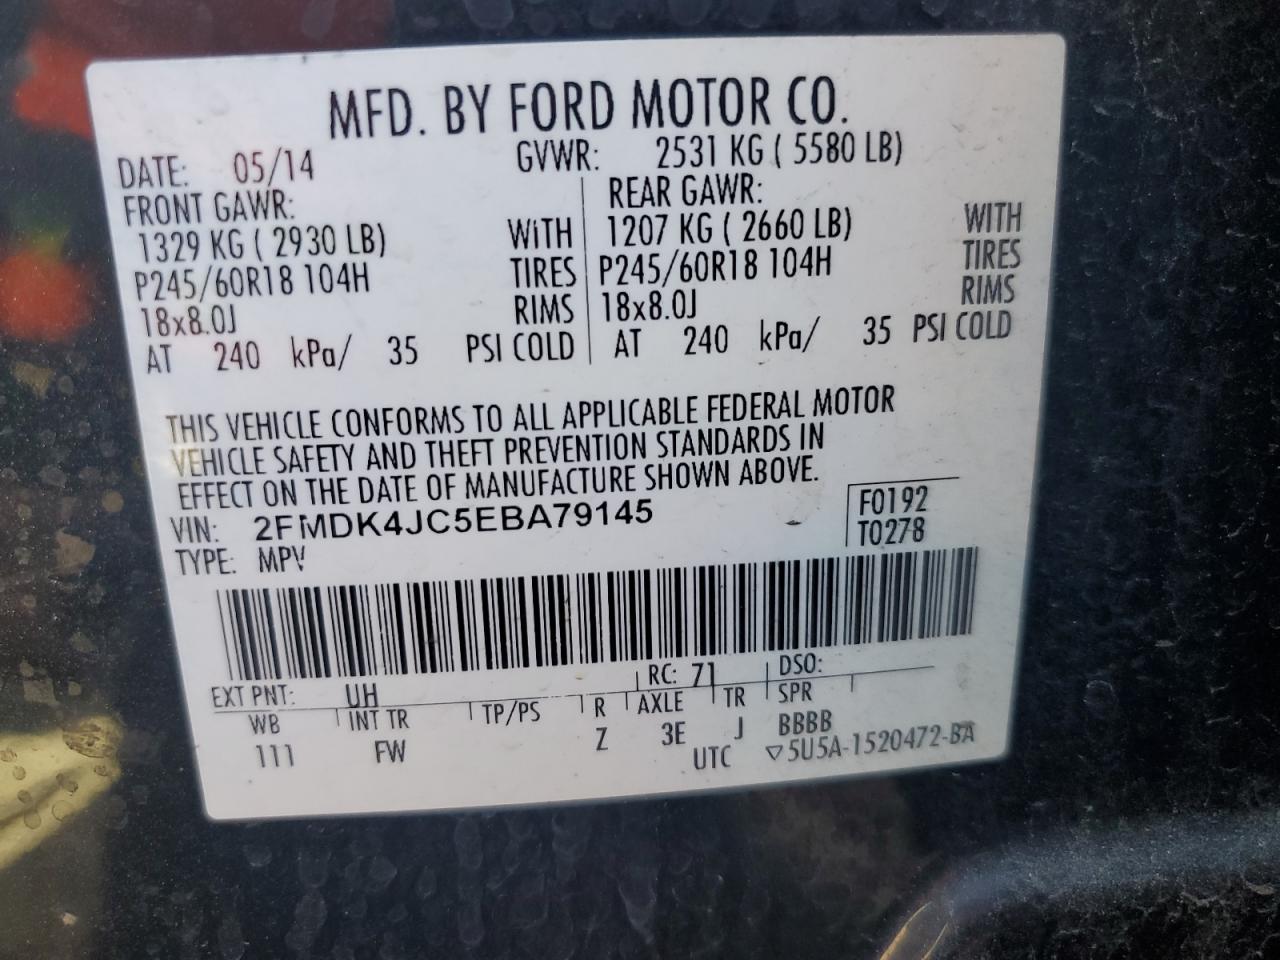 MFD. BY FORD MOTOR CO.
DATE: 05/14 GVWR: 2531 KG ( 5580 LB)
FRONT GAWR: REAR GAWR:
1329 KG ( 2930 LB) WITH 1207 KG ( 2660 LB) WITH
P245/60R18 104H TIRES P245/60R18 104H TIRES
18x8.0J RIMS 18x8.0J RIMS
AT 240 kPa/ 35 PSI COLD AT 240 kPa/ 35 PSI COLD
THIS VEHICLE CONFORMS TO ALL APPLICABLE FEDERAL MOTOR
VEHICLE SAFETY AND THEFT PREVENTION STANDARDS IN
EFFECT ON THE DATE OF MANUFACTURE SHOWN ABOVE.
VIN: 2FMDK4JC5EBA79145 F0192
TYPE: MPV T0278
EXT PNT: UH RC: 71 DSO:
WB INT TR TP/PS R AXLE TR SPR
111 FW Z 3E J BBBB
UTC ▽5U5A-1520472-BA